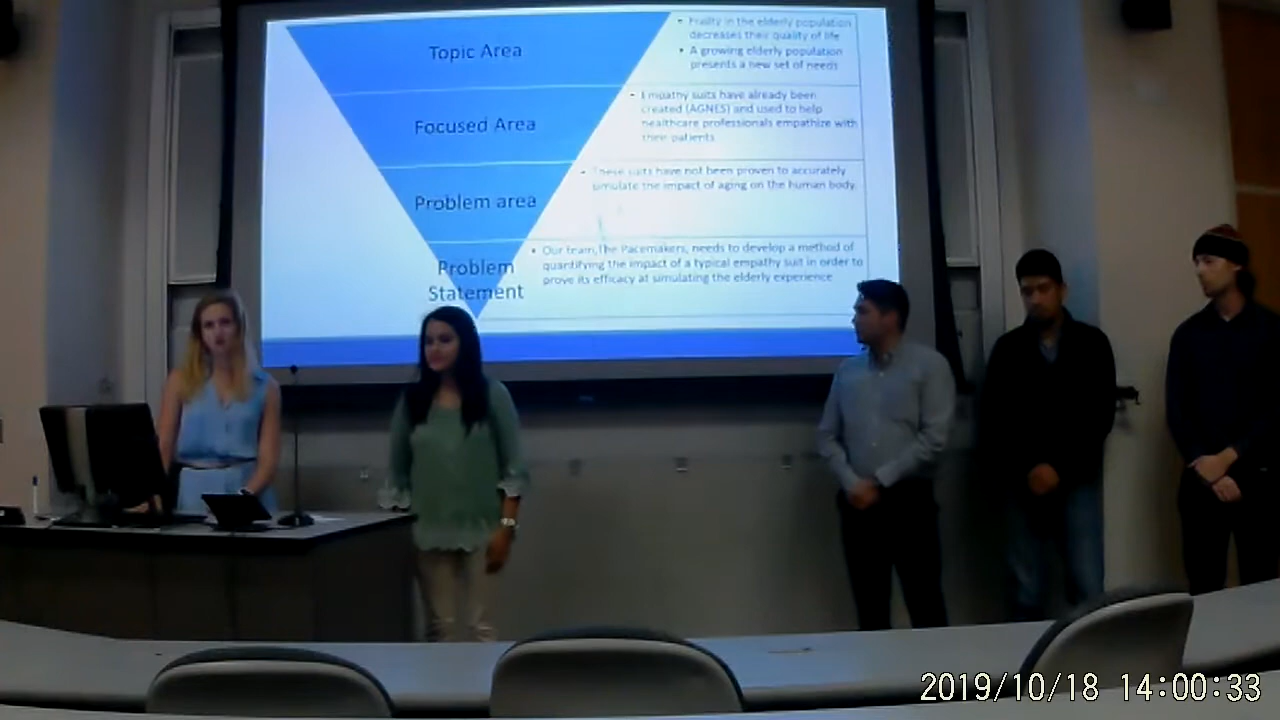 Topic Area
• Frailty in the elderly population
decreases their quality of life
• A growing elderly population
presents a new set of needs
Focused Area
• Empathy suits have already been
created (AGNES) and used to help
healthcare professionals empathize with
their patients
Problem area
• These suits have not been proven to accurately
simulate the impact of aging on the human body.
Problem
Statement
• Our team, The Pacemakers, needs to develop a method of
quantifying the impact of a typical empathy suit in order to
prove its efficacy at simulating the elderly experience
2019/10/18 14:00:33